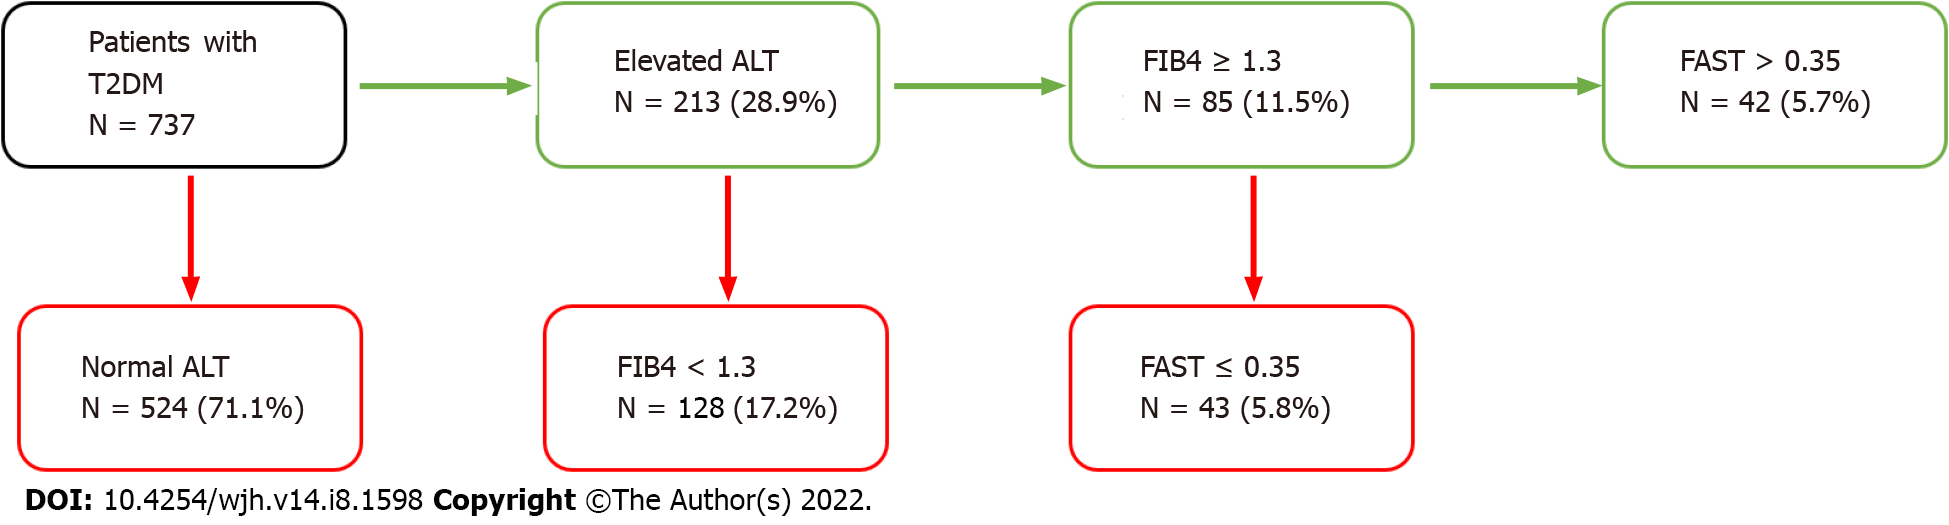 Patients with
T2DM
N = 737
Elevated ALT
N = 213 (28.9%)
FIB4 ≥ 1.3
N = 85 (11.5%)
FAST > 0.35
N = 42 (5.7%)
Normal ALT
N = 524 (71.1%)
FIB4 < 1.3
N = 128 (17.2%)
FAST ≤ 0.35
N = 43 (5.8%)
DOI: 10.4254/wjh.v14.i8.1598 Copyright ©The Author(s) 2022.